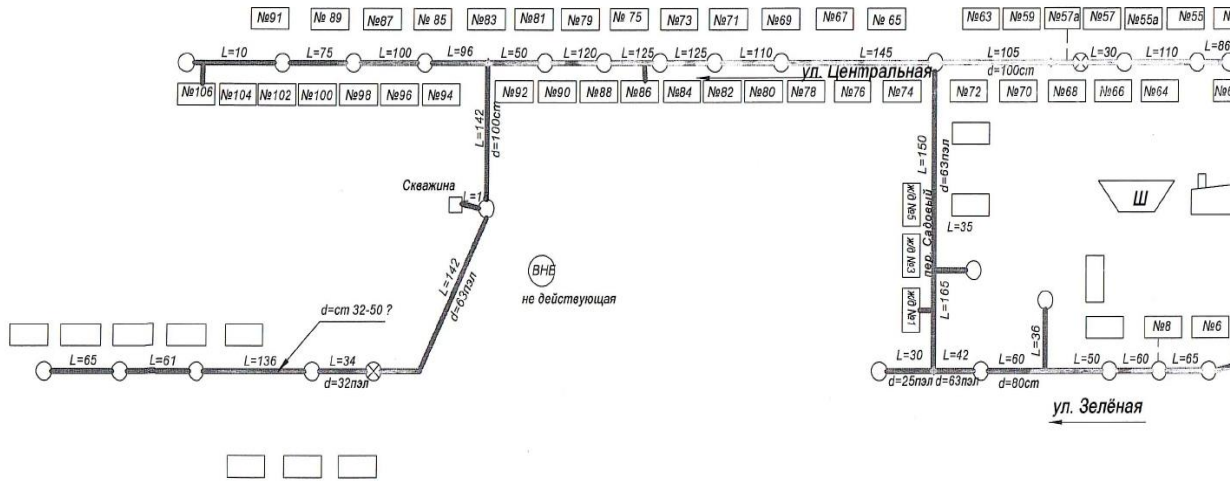 №91 № 89 №87 № 85 №83 №81 №79 № 75 №73 №71 №69 №67 № 65 №63 №59 №57а №57 №55а №55
L=10 L=75 L=100 L=96 L=50 L=120 L=125 L=125 L=110 L=145 L=105 L=30 L=110 L=86
ул. Центральная d=100ст
№106 №104 №102 №100 №98 №96 №94 №92 №90 №88 №86 №84 №82 №80 №78 №76 №74 №72 №70 №68 №66 №64
L=142
d=100ст
L=150
d=63пэл
Скважина
L=1
Ш
ж/д №5
пер. Садовый
L=35
ж/д №3
L=142
d=63пэл
ВНБ
не действующая
L=165
ж/д №1
d=ст 32-50 ?
L=36
№8 №6
L=65 L=61 L=136 L=34 L=30 L=42 L=60 L=50 L=60 L=65
d=32пэл d=25пэл d=63пэл d=80ст
ул. Зелёная